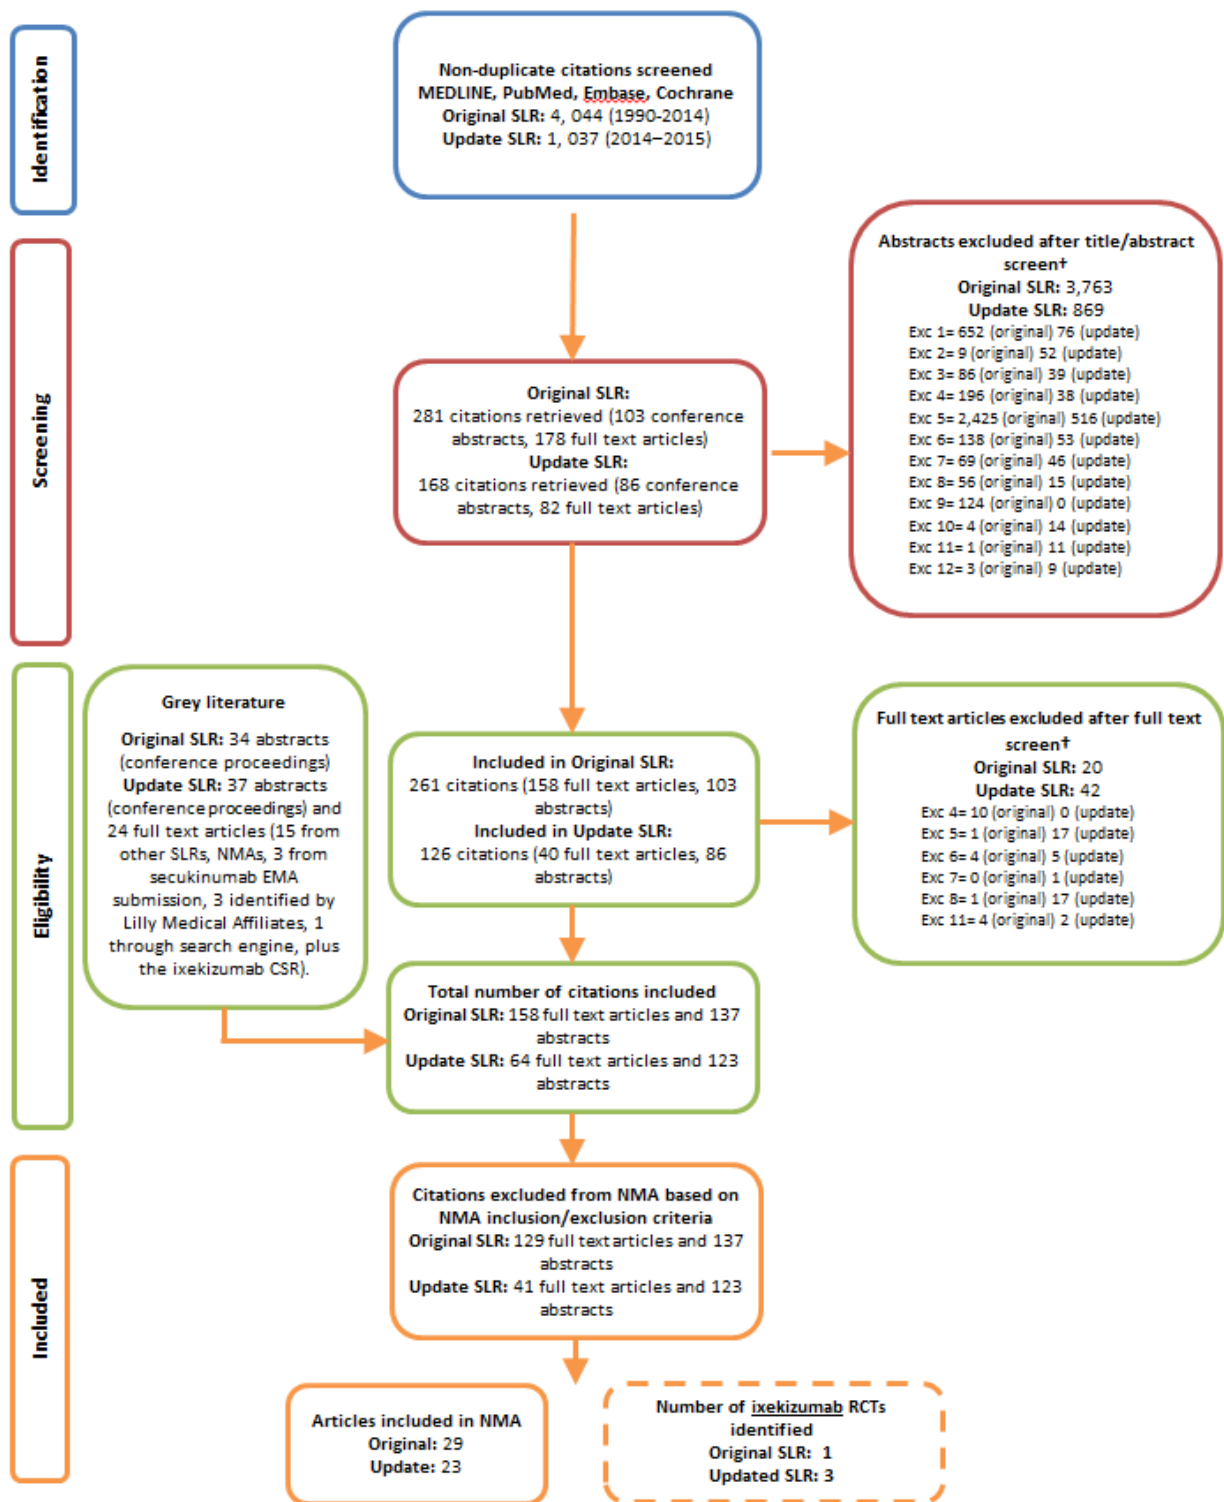 Identification
Non-duplicate citations screened
MEDLINE, PubMed, Embase, Cochrane
Original SLR: 4, 044 (1990-2014)
Update SLR: 1, 037 (2014–2015)
Screening
Abstracts excluded after title/abstract
screen†
Original SLR: 3,763
Update SLR: 869
Exc 1= 652 (original) 76 (update)
Exc 2= 9 (original) 52 (update)
Exc 3= 86 (original) 39 (update)
Exc 4= 196 (original) 38 (update)
Exc 5= 2,425 (original) 516 (update)
Exc 6= 138 (original) 53 (update)
Exc 7= 69 (original) 46 (update)
Exc 8= 56 (original) 15 (update)
Exc 9= 124 (original) 0 (update)
Exc 10= 4 (original) 14 (update)
Exc 11= 1 (original) 11 (update)
Exc 12= 3 (original) 9 (update)
Original SLR:
281 citations retrieved (103 conference
abstracts, 178 full text articles)
Update SLR:
168 citations retrieved (86 conference
abstracts, 82 full text articles)
Eligibility
Grey literature
Original SLR: 34 abstracts
(conference proceedings)
Update SLR: 37 abstracts
(conference proceedings) and
24 full text articles (15 from
other SLRs, NMAs, 3 from
secukinumab EMA
submission, 3 identified by
Lilly Medical Affiliates, 1
through search engine, plus
the ixekizumab CSR).
Included in Original SLR:
261 citations (158 full text articles, 103
abstracts)
Included in Update SLR:
126 citations (40 full text articles, 86
abstracts)
Full text articles excluded after full text
screen†
Original SLR: 20
Update SLR: 42
Exc 4= 10 (original) 0 (update)
Exc 5= 1 (original) 17 (update)
Exc 6= 4 (original) 5 (update)
Exc 7= 0 (original) 1 (update)
Exc 8= 1 (original) 17 (update)
Exc 11= 4 (original) 2 (update)
Total number of citations included
Original SLR: 158 full text articles and 137
abstracts
Update SLR: 64 full text articles and 123
abstracts
Included
Citations excluded from NMA based on
NMA inclusion/exclusion criteria
Original SLR: 129 full text articles and 137
abstracts
Update SLR: 41 full text articles and 123
abstracts
Articles included in NMA
Original: 29
Update: 23
Number of ixekizumab RCTs
identified
Original SLR: 1
Updated SLR: 3